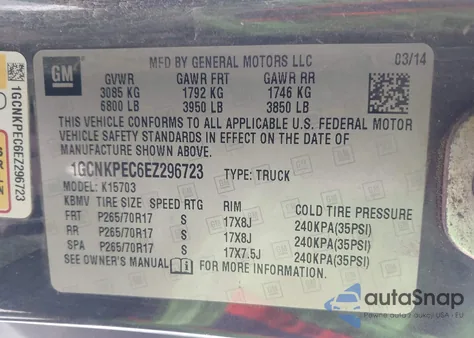 GM
MFD BY GENERAL MOTORS LLC
03/14
GVWR GAWR FRT GAWR RR
3085 KG 1792 KG 1746 KG
6800 LB 3950 LB 3850 LB
THIS VEHICLE CONFORMS TO ALL APPLICABLE U.S. FEDERAL MOTOR
VEHICLE SAFETY STANDARDS IN EFFECT ON THE DATE OF
MANUFACTURE SHOWN ABOVE.
1GCNKPEC6EZ296723 TYPE: TRUCK
MODEL: K15703
KBMV TIRE SIZE SPEED RTG RIM COLD TIRE PRESSURE
FRT P265/70R17 S 17X8J 240KPA(35PSI)
RR P265/70R17 S 17X8J 240KPA(35PSI)
SPA P265/70R17 S 17X7.5J 240KPA(35PSI)
SEE OWNER'S MANUAL FOR MORE INFORMATION.
1GCNKPEC6EZ296723
autoSnap